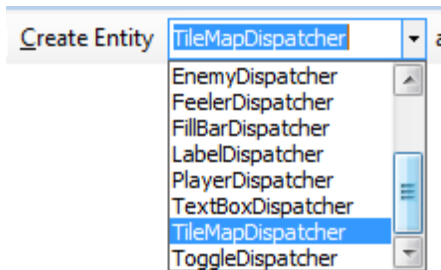 Create Entity TileMapDispatcher a
EnemyDispatcher
FeelerDispatcher
FillBarDispatcher
LabelDispatcher
PlayerDispatcher
TextBoxDispatcher
TileMapDispatcher
ToggleDispatcher